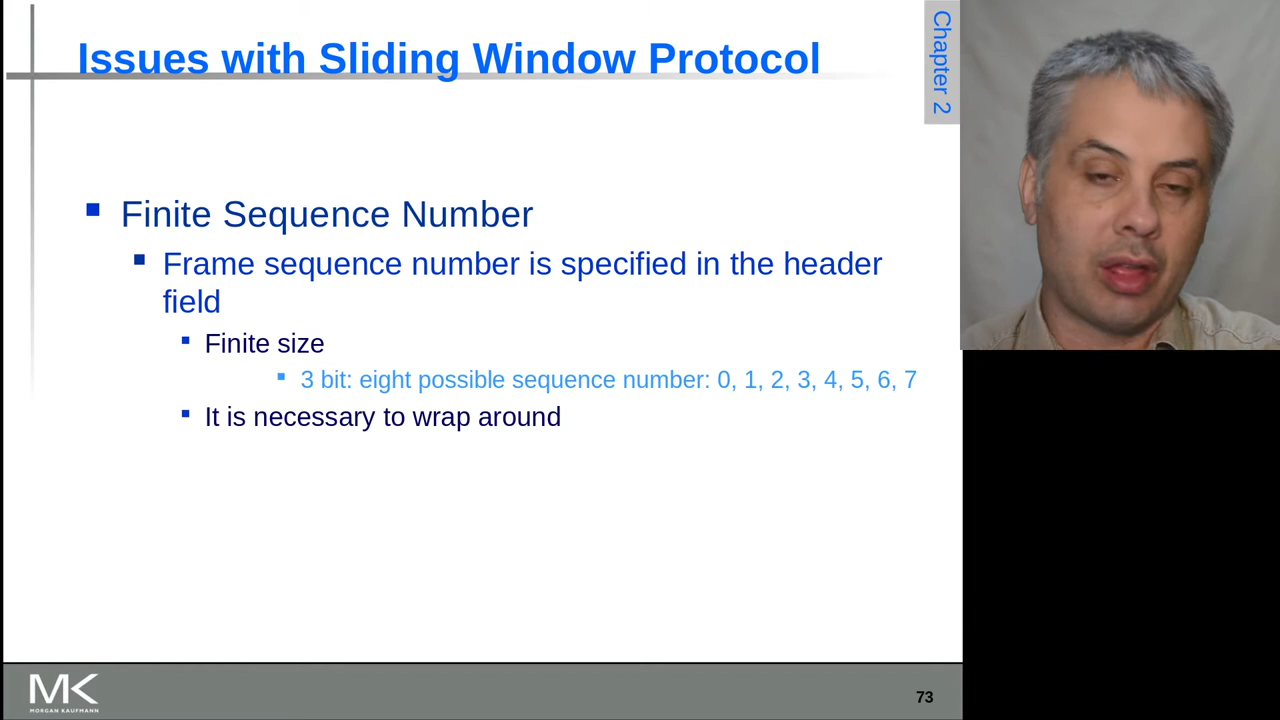 Issues with Sliding Window Protocol
Chapter 2
Finite Sequence Number
Frame sequence number is specified in the header
field
Finite size
3 bit: eight possible sequence number: 0, 1, 2, 3, 4, 5, 6, 7
It is necessary to wrap around
MK
MORGAN KAUFMANN
73